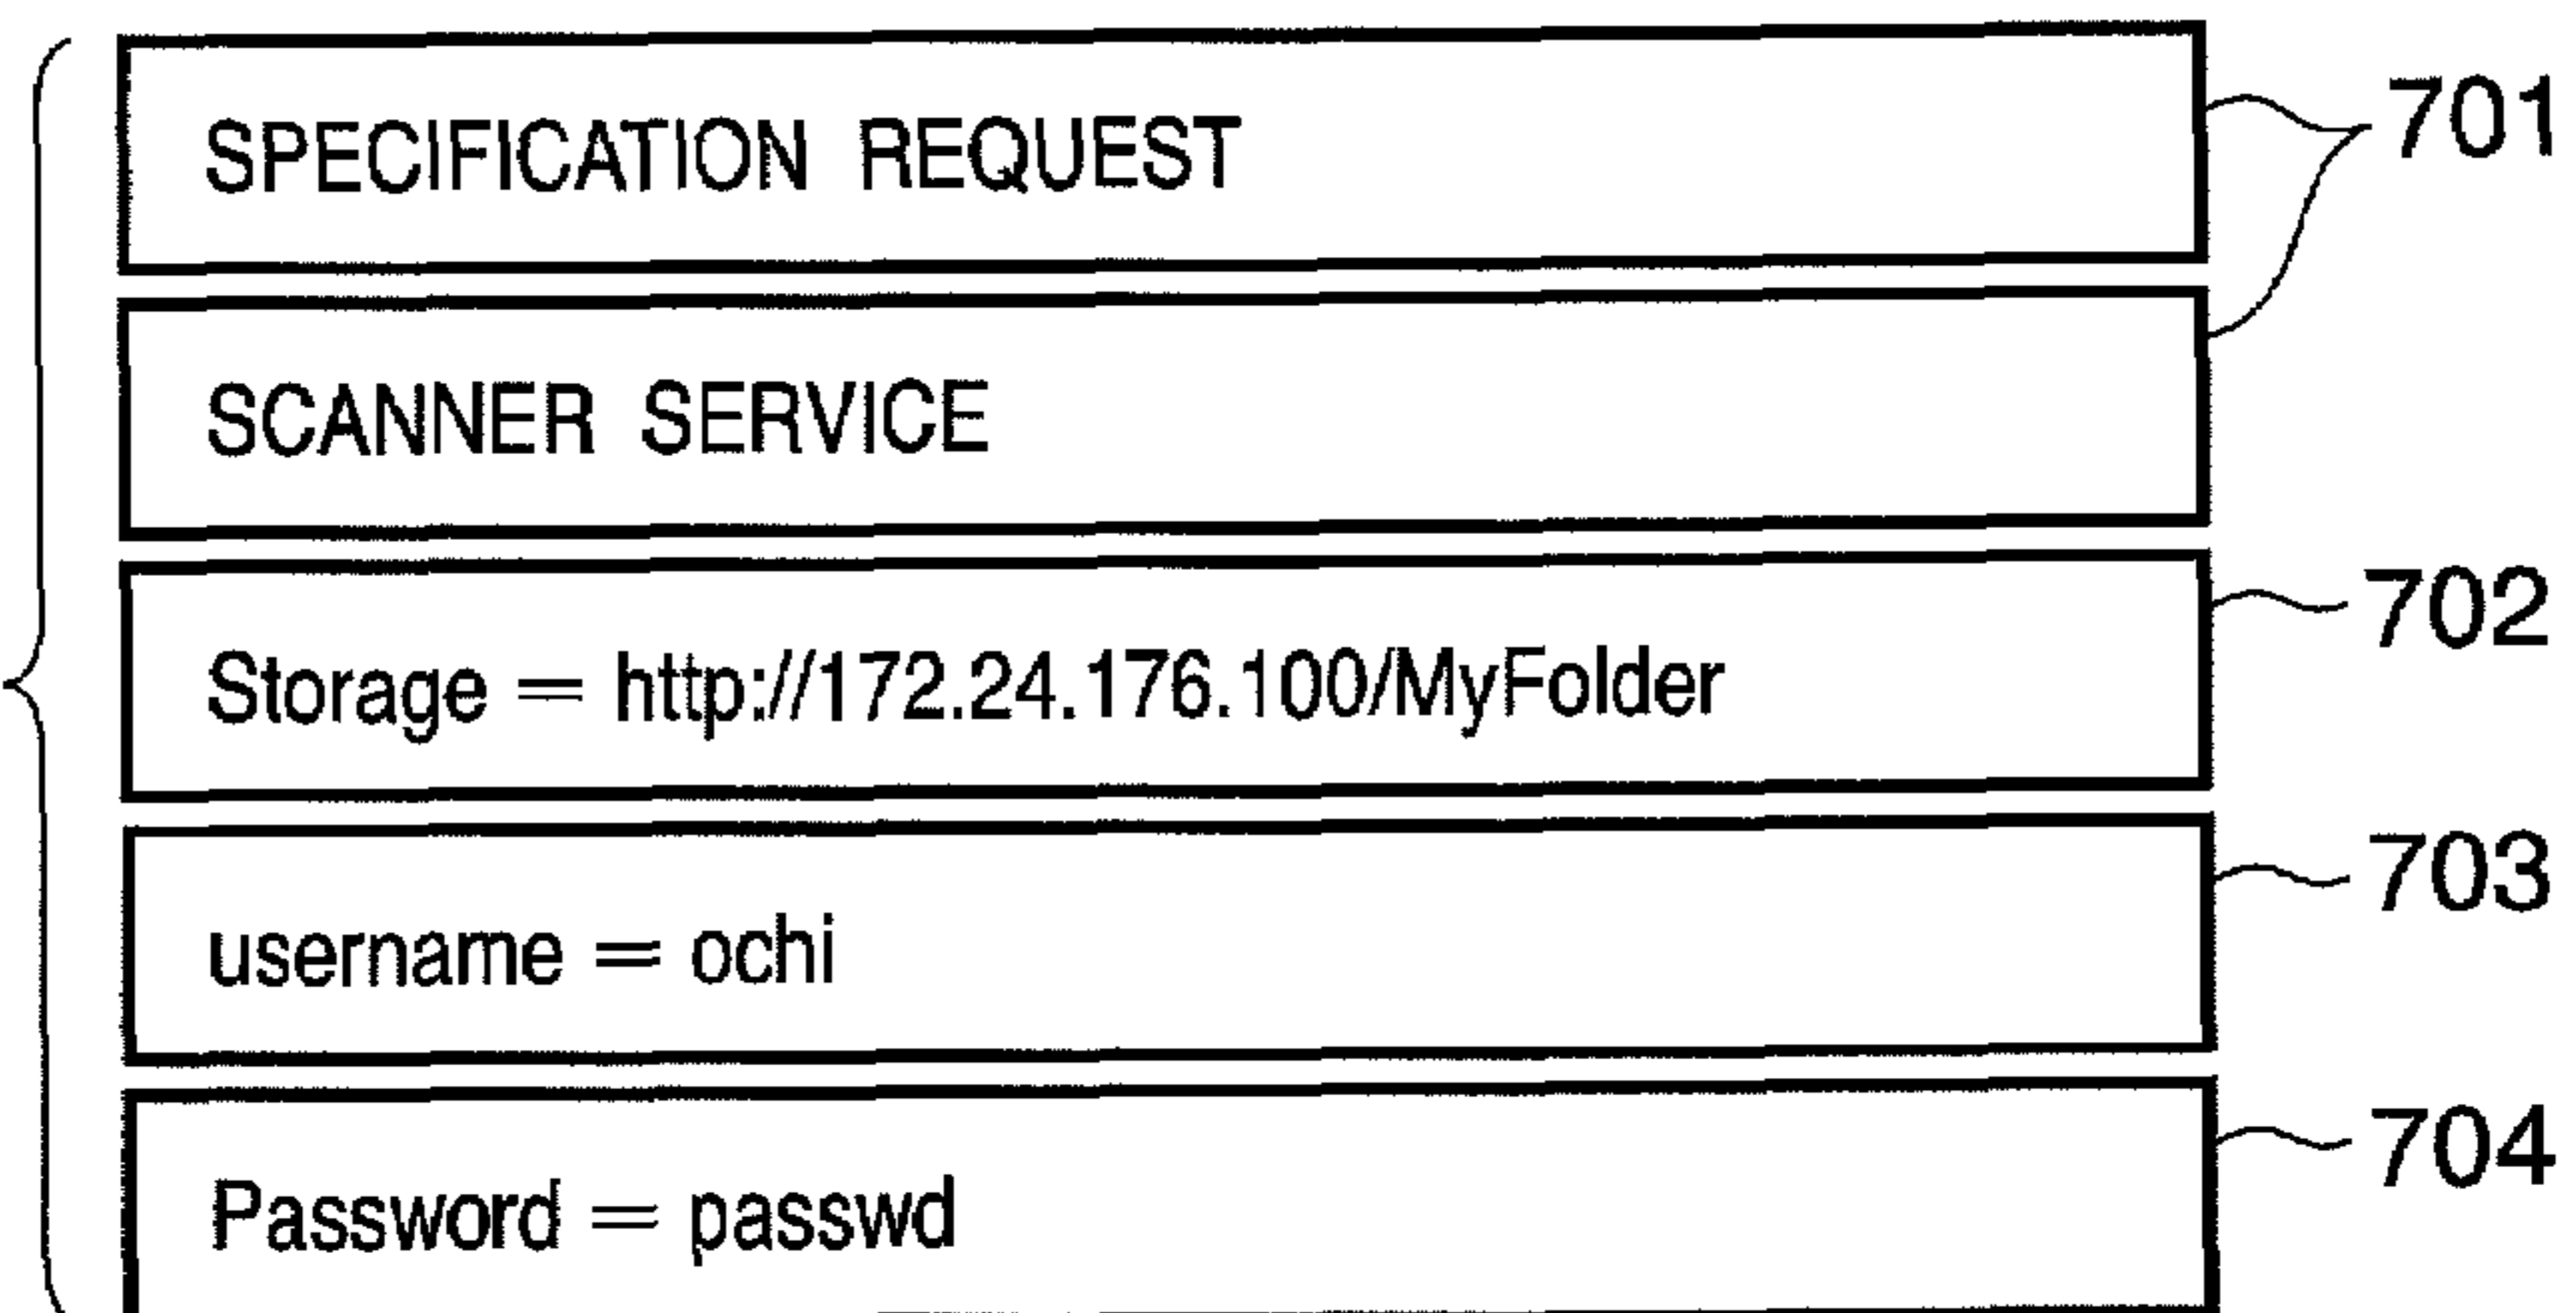 SPECIFICATION REQUEST
701
SCANNER SERVICE
Storage = http://172.24.176.100/MyFolder
702
username = ochi
703
Password = passwd
704